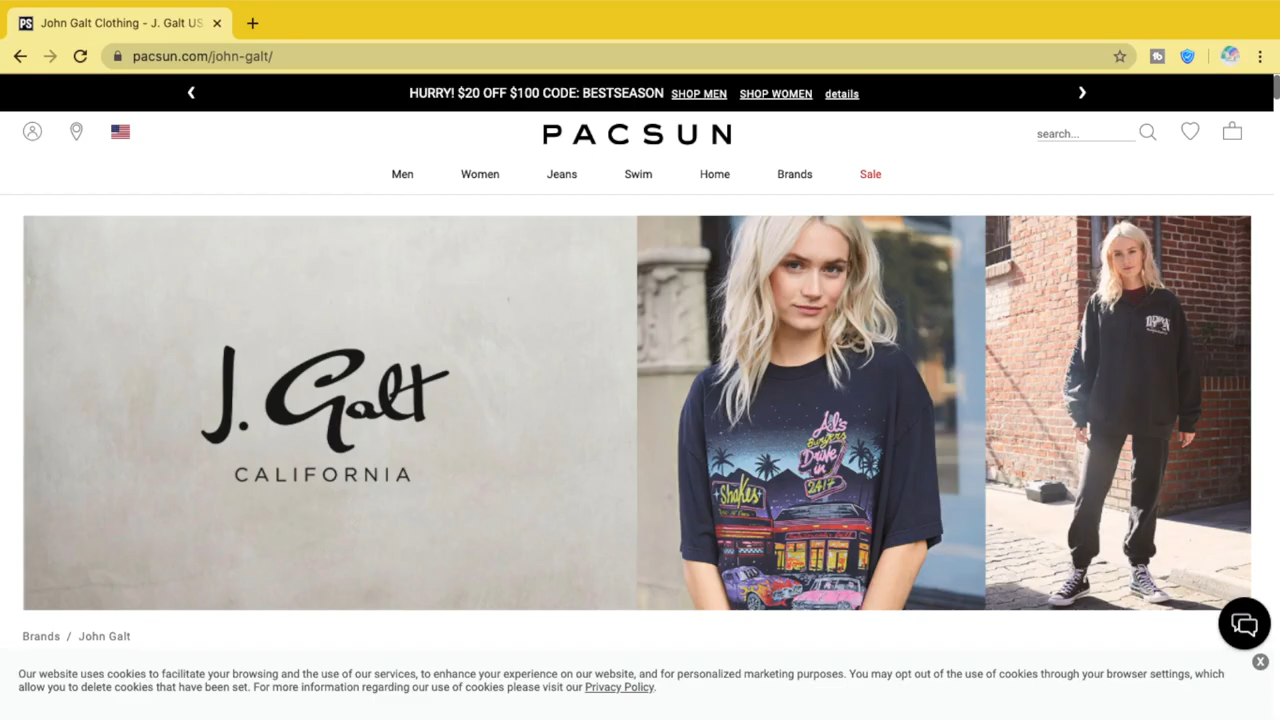 PS John Galt Clothing - J. Galt US
pacsun.com/john-galt/
HURRY! $20 OFF $100 CODE: BESTSEASON SHOP MEN SHOP WOMEN details
PACSUN
search...
Men Women Jeans Swim Home Brands Sale
J. Galt
CALIFORNIA
Al's
Burgers
Drive
in
24/7
Shakes
Brands / John Galt
Our website uses cookies to facilitate your browsing and the use of our services, to enhance your experience on our website, and for personalized marketing purposes. You may opt out of the use of cookies through your browser settings, which
allow you to delete cookies that have been set. For more information regarding our use of cookies please visit our Privacy Policy.